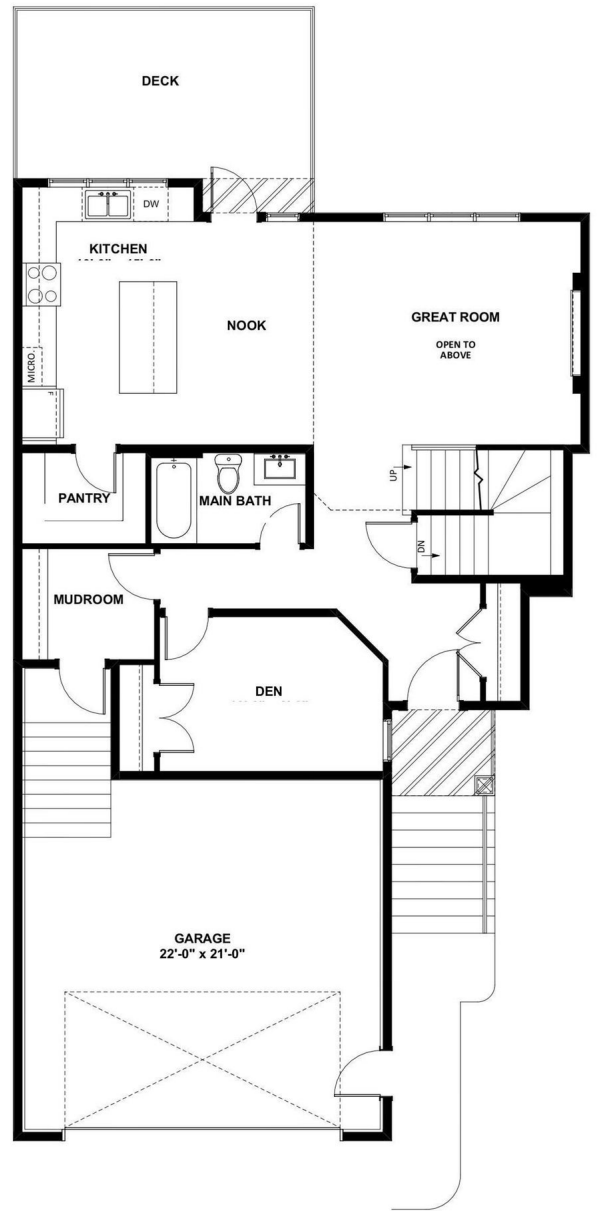 DECK
DW
KITCHEN
NOOK
GREAT ROOM
OPEN TO
ABOVE
MICRO.
F
UP
PANTRY
MAIN BATH
DN
MUDROOM
DEN
GARAGE
22'-0" x 21'-0"